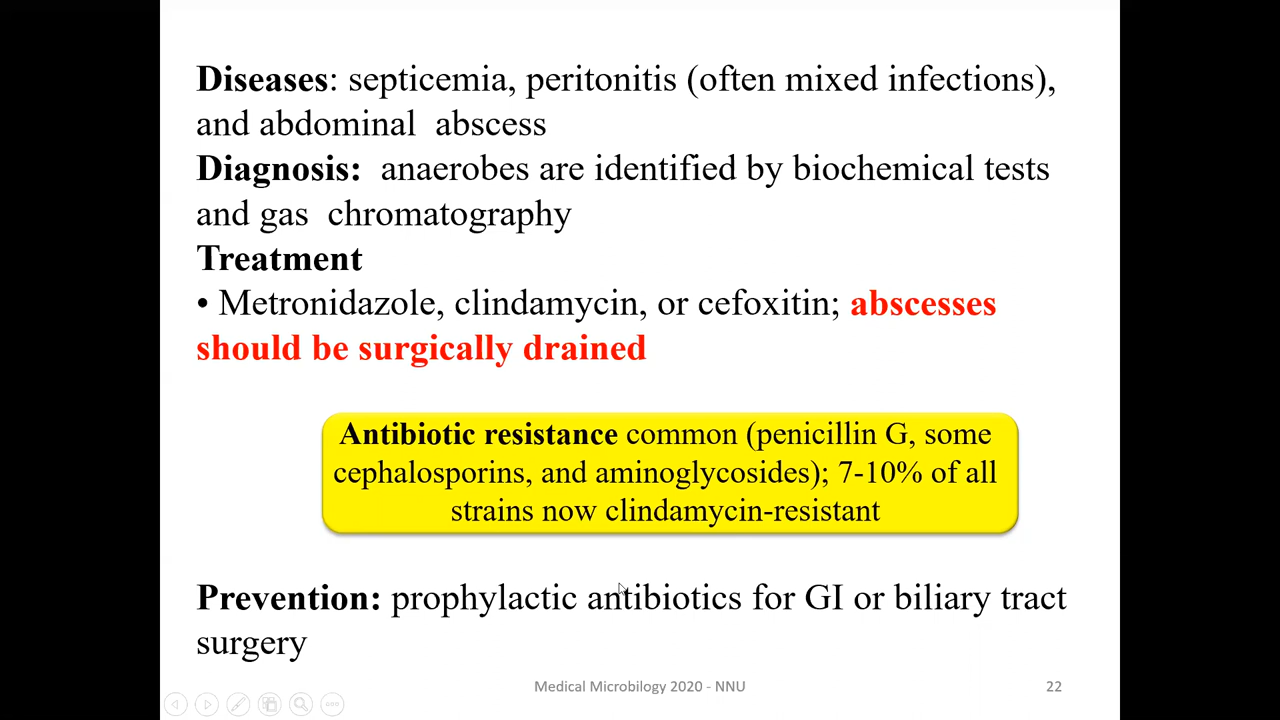 Diseases: septicemia, peritonitis (often mixed infections),
and abdominal abscess
Diagnosis: anaerobes are identified by biochemical tests
and gas chromatography
Treatment
• Metronidazole, clindamycin, or cefoxitin; abscesses
should be surgically drained
Antibiotic resistance common (penicillin G, some
cephalosporins, and aminoglycosides); 7-10% of all
strains now clindamycin-resistant
Prevention: prophylactic antibiotics for GI or biliary tract
surgery
Medical Microbilogy 2020 - NNU
22